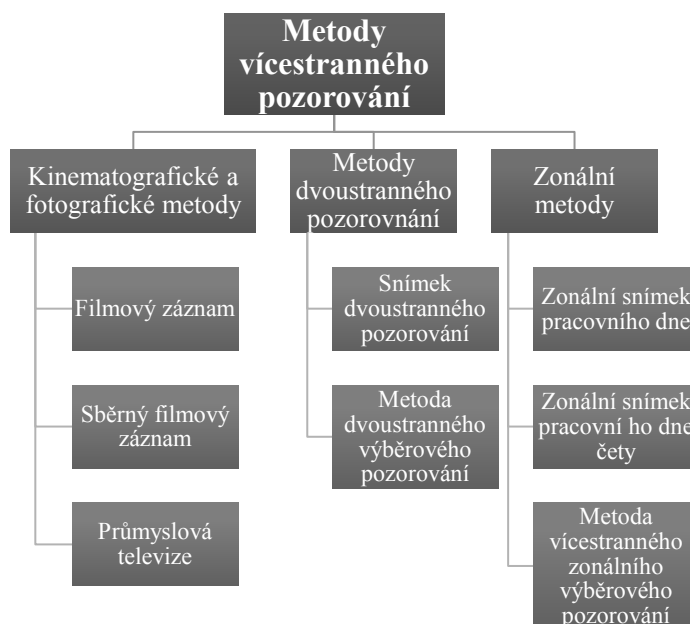 Metody
vícestranného
pozorování
Kinematografické a
fotografické metody
Filmový záznam
Sběrný filmový
záznam
Průmyslová
televize
Metody
dvoustranného
pozorovnání
Snímek
dvoustranného
pozorování
Metoda
dvoustranného
výběrového
pozorování
Zonální
metody
Zonální snímek
pracovního dne
Zonální snímek
pracovní ho dne
čety
Metoda
vícestranného
zonálního
výběrového
pozorování